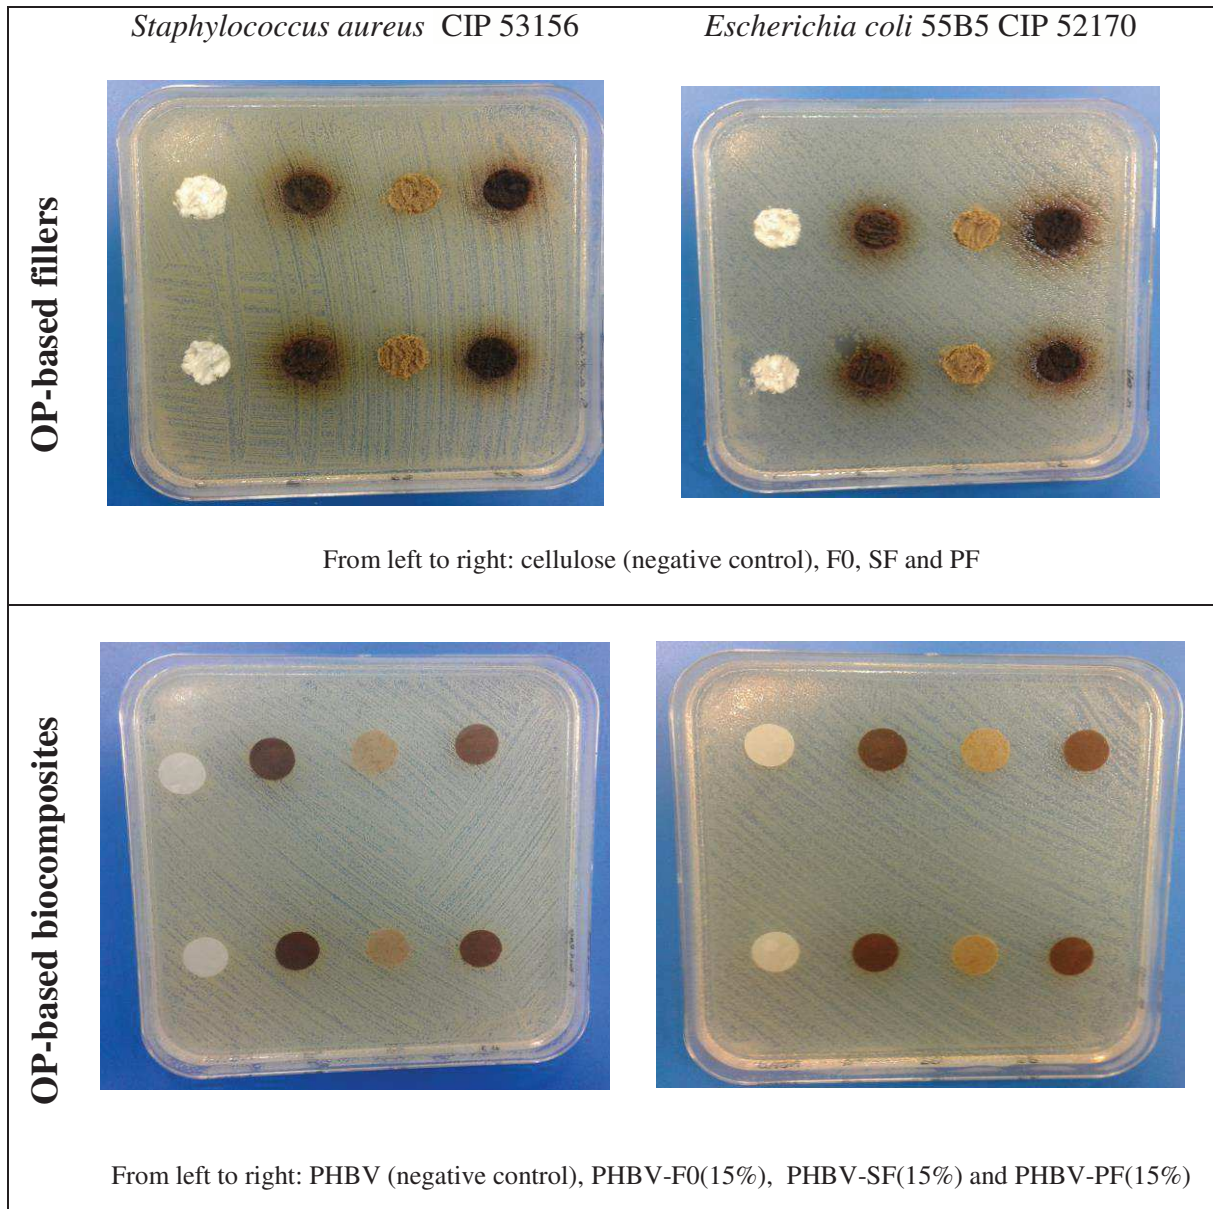 Staphylococcus aureus CIP 53156
Escherichia coli 55B5 CIP 52170
OP-based fillers
From left to right: cellulose (negative control), F0, SF and PF
OP-based biocomposites
From left to right: PHBV (negative control), PHBV-F0(15%), PHBV-SF(15%) and PHBV-PF(15%)